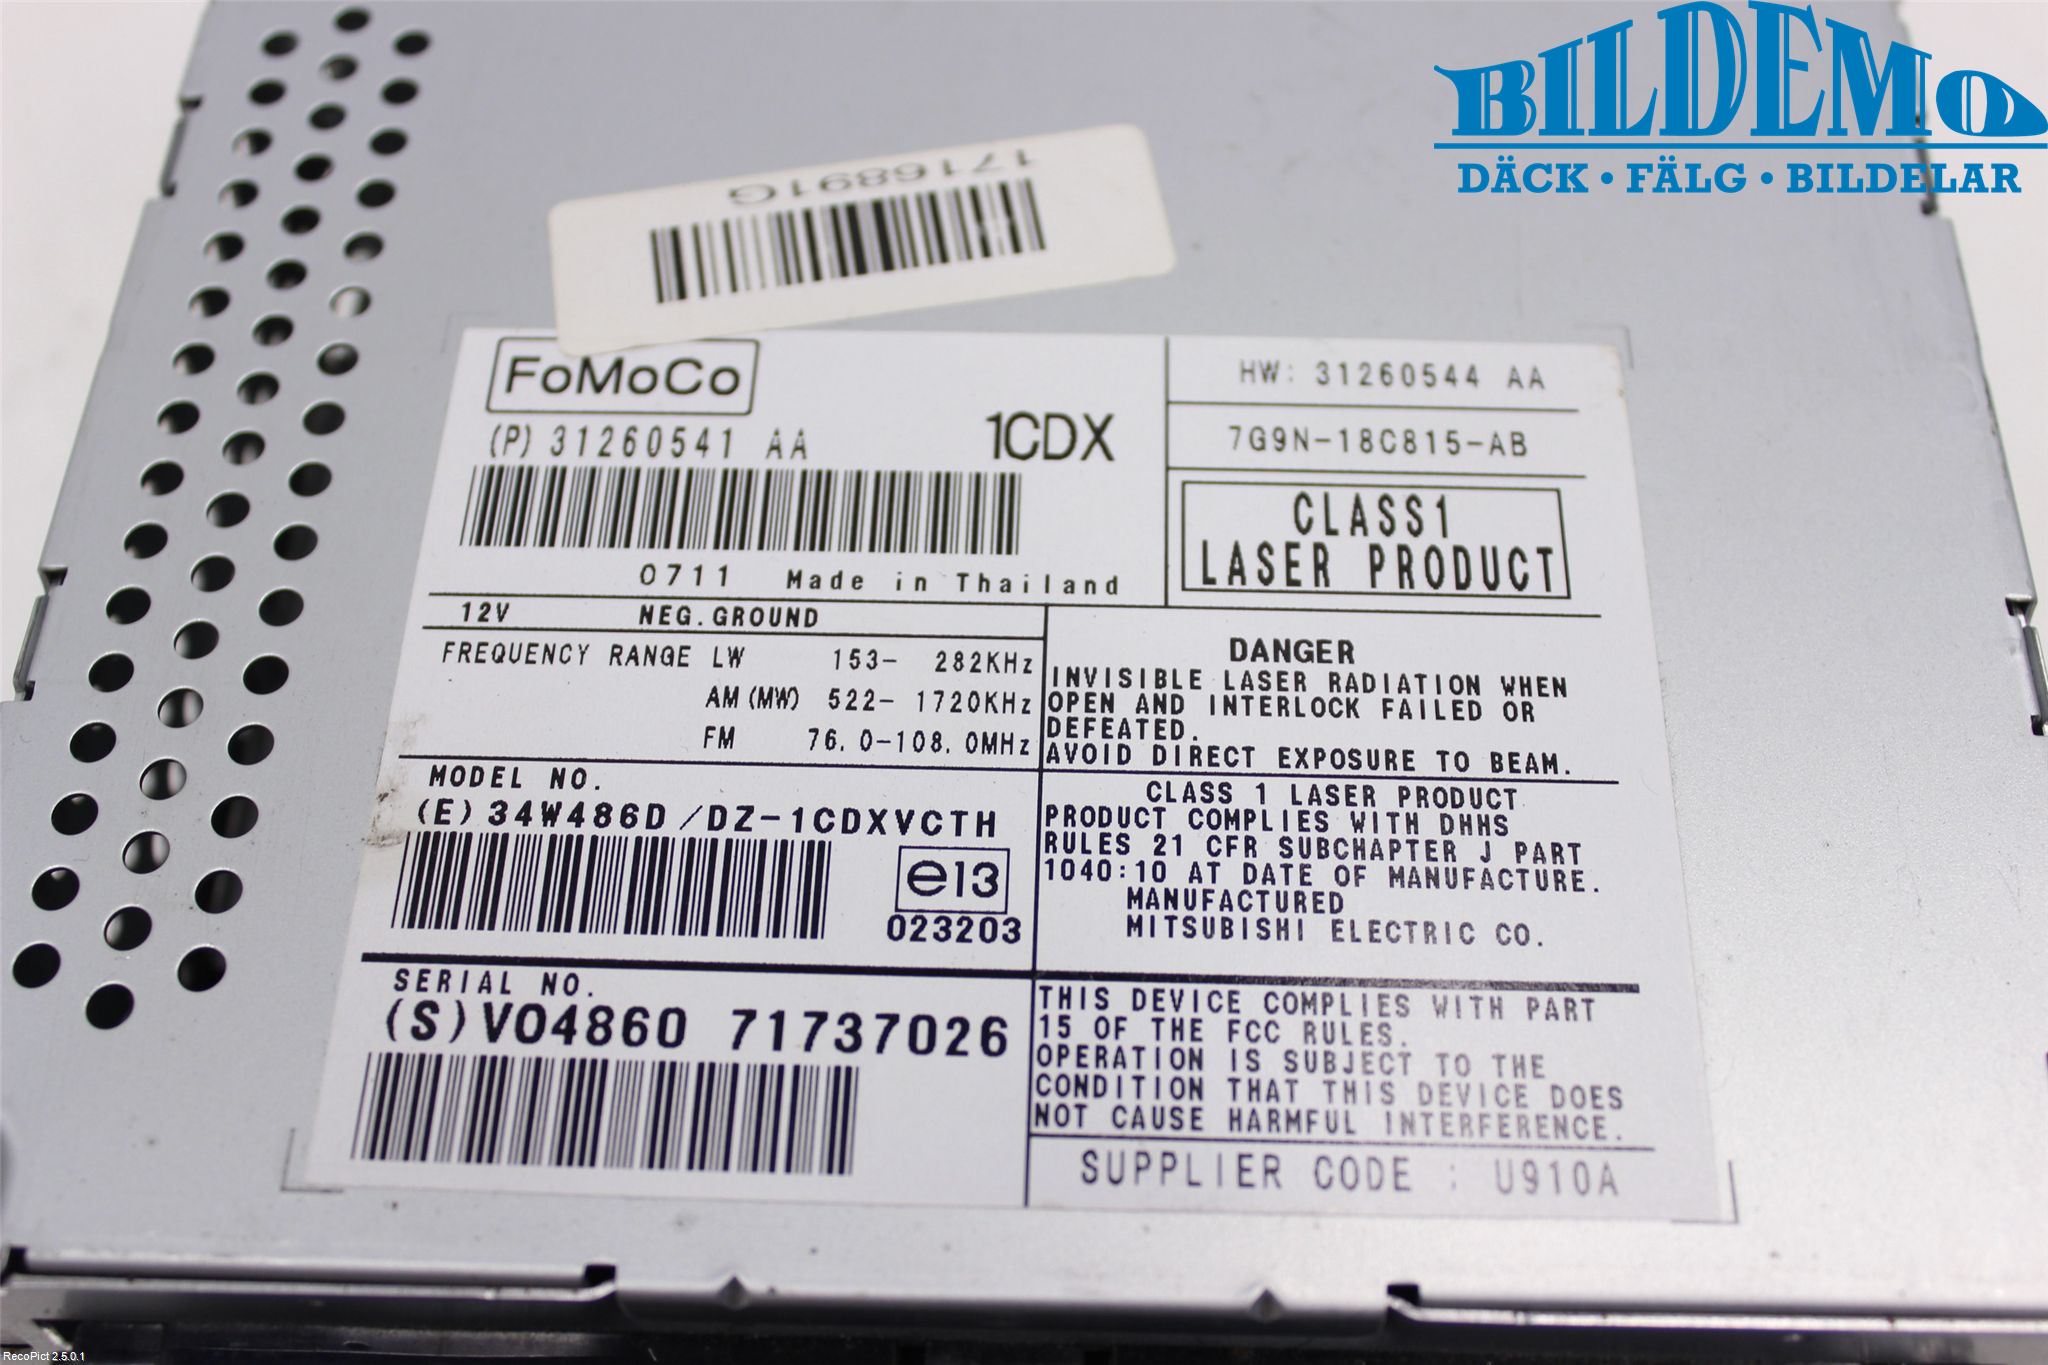 BILDEMO
DÄCK • FÄLG • BILDELAR
1716891G
FoMoCo
(P) 31260541 AA
1CDX
0711 Made in Thailand
HW: 31260544 AA
7G9N-18C815-AB
CLASS1
LASER PRODUCT
12V NEG.GROUND
FREQUENCY RANGE LW 153- 282KHz
AM(MW) 522- 1720KHz
FM 76.0-108.0MHz
DANGER
INVISIBLE LASER RADIATION WHEN
OPEN AND INTERLOCK FAILED OR
DEFEATED.
AVOID DIRECT EXPOSURE TO BEAM.
MODEL NO.
(E)34W486D/DZ-1CDXVCTH
e13
023203
CLASS 1 LASER PRODUCT
PRODUCT COMPLIES WITH DHHS
RULES 21 CFR SUBCHAPTER J PART
1040:10 AT DATE OF MANUFACTURE.
MANUFACTURED
MITSUBISHI ELECTRIC CO.
SERIAL NO.
(S)VO4860 71737026
THIS DEVICE COMPLIES WITH PART
15 OF THE FCC RULES.
OPERATION IS SUBJECT TO THE
CONDITION THAT THIS DEVICE DOES
NOT CAUSE HARMFUL INTERFERENCE.
SUPPLIER CODE : U910A
RecoPict 2.5.0.1